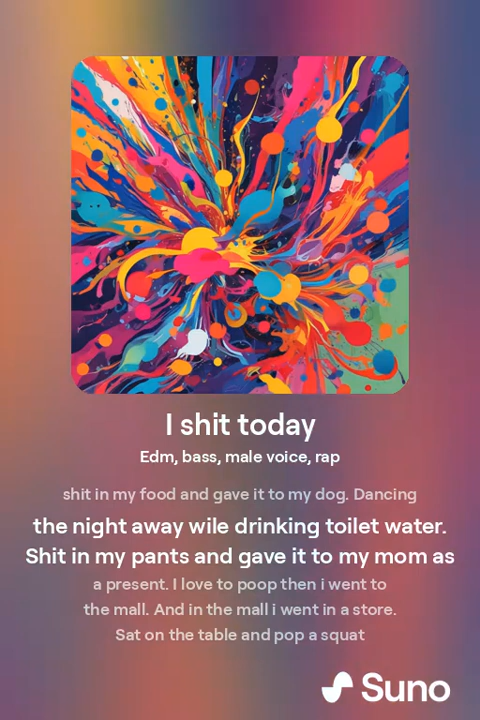 I shit today
Edm, bass, male voice, rap
shit in my food and gave it to my dog. Dancing
the night away wile drinking toilet water.
Shit in my pants and gave it to my mom as
a present. I love to poop then i went to
the mall. And in the mall i went in a store.
Sat on the table and pop a squat
Suno